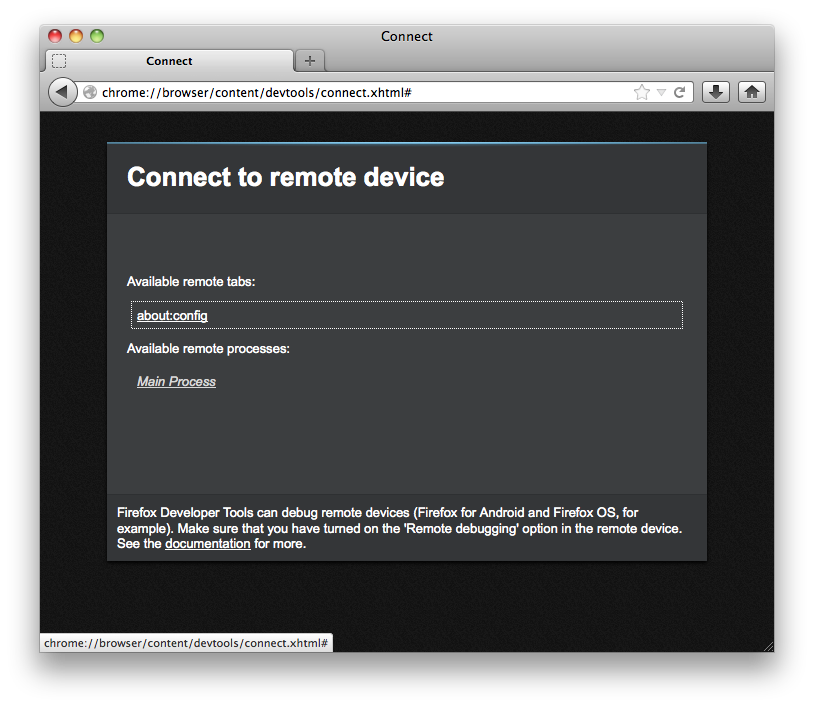 Connect
Connect
chrome://browser/content/devtools/connect.xhtml#
Connect to remote device
Available remote tabs:
about:config
Available remote processes:
Main Process
Firefox Developer Tools can debug remote devices (Firefox for Android and Firefox OS, for
example). Make sure that you have turned on the 'Remote debugging' option in the remote device.
See the documentation for more.
chrome://browser/content/devtools/connect.xhtml#